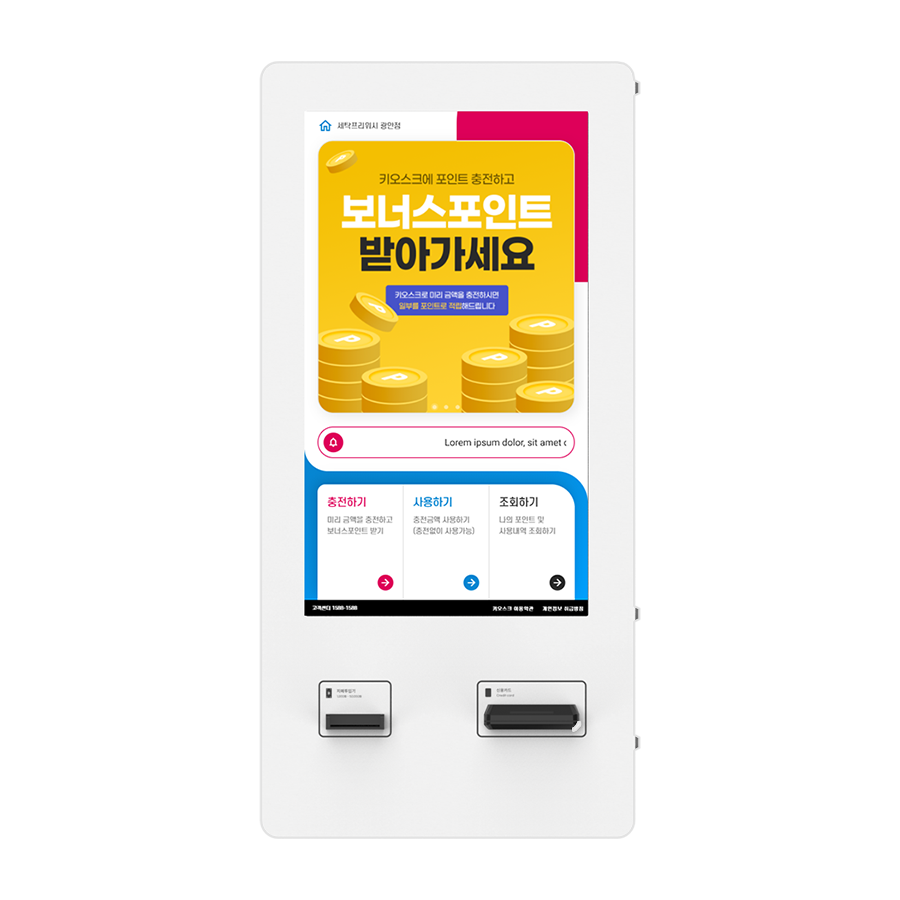 세탁프리워시 광안점
키오스크에 포인트 충전하고
보너스포인트
받아가세요
키오스크로 미리 금액을 충전하시면
일부를 포인트로 적립해드립니다
Lorem ipsum dolor, sit amet c
충전하기
미리 금액을 충전하고
보너스포인트 받기
사용하기
충전금액 사용하기
(충전없이 사용가능)
조회하기
나의 포인트 및
사용내역 조회하기
고객센터 1588-1588
키오스크 이용약관 개인정보 취급방침
지폐투입기
신용카드
Credit card